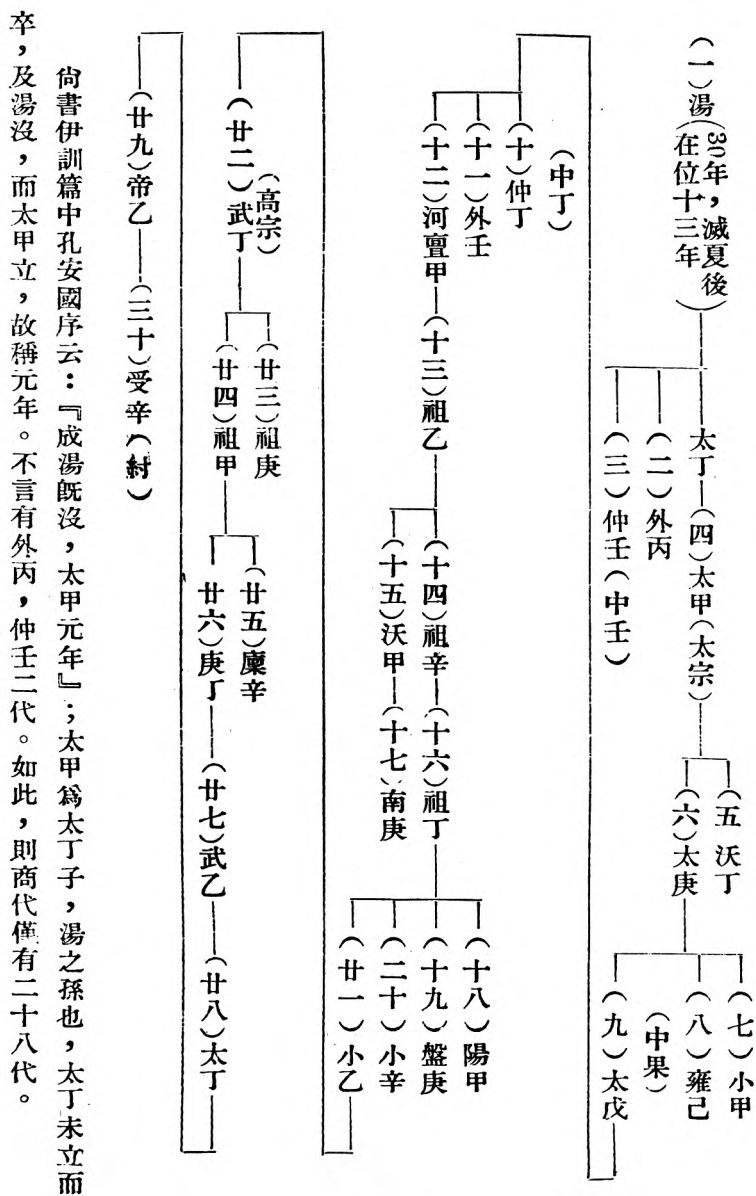 （一）湯（30年，滅夏後在位十三年）
太丁
（四）太甲（太宗）
（五 沃丁
（七）小甲
（八）雍己
（中果）
（九）太戊
（六）太庚
（二）外丙
（三）仲壬（中壬）
（中丁）
（十）仲丁
（十一）外壬
（十二）河亶甲
（十三）祖乙
（十四）祖辛
（十六）祖丁
（十八）陽甲
（十九）盤庚
（二十）小辛
（廿一）小乙
（十五）沃甲
（十七）南庚
（高宗）
（廿二）武丁
（廿三）祖庚
（廿四）祖甲
（廿五）廩辛
（廿六）庚丁
（廿七）武乙
（廿八）太丁
（廿九）帝乙
（三十）受辛（紂）
尙書伊訓篇中孔安國序云：『成湯旣沒，太甲元年』；太甲爲太丁子，湯之孫也，太丁未立而
卒，及湯沒，而太甲立，故稱元年。不言有外丙，仲壬二代。如此，則商代僅有二十八代。